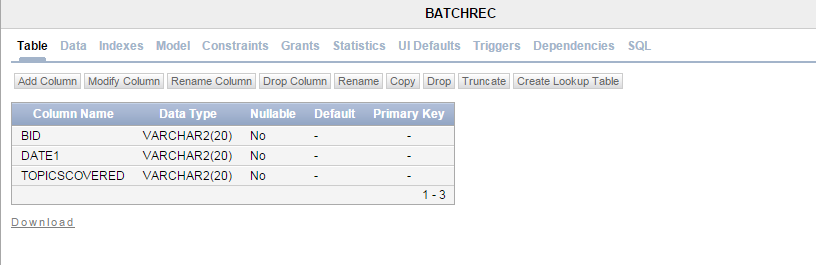 BATCHREC
Table Data Indexes Model Constraints Grants Statistics UI Defaults Triggers Dependencies SQL
Add Column Modify Column Rename Column Drop Column Rename Copy Drop Truncate Create Lookup Table
Column Name Data Type Nullable Default Primary Key
BID VARCHAR2(20) No - -
DATE1 VARCHAR2(20) No - -
TOPICSCOVERED VARCHAR2(20) No - -
1 - 3
Download